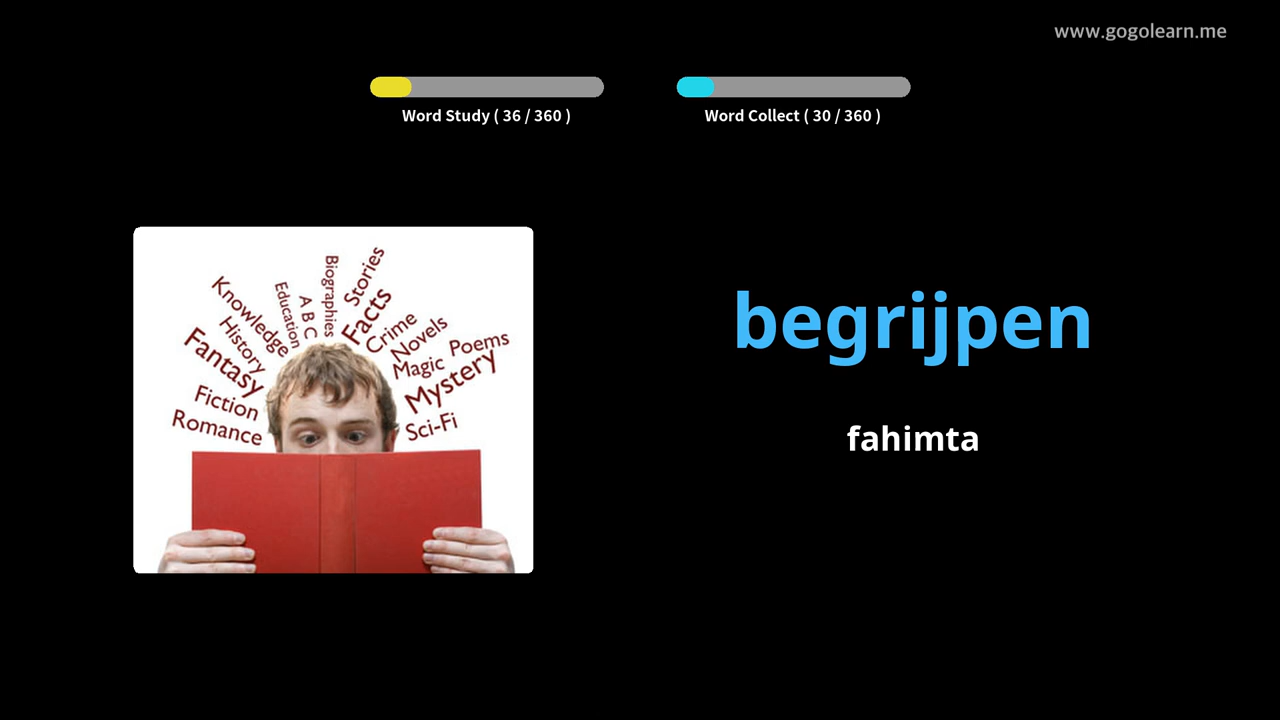 www.gogolearn.me
Word Study ( 36 / 360 )
Word Collect ( 30 / 360 )
begrijpen
fahimta
Knowledge
History
Fantasy
Fiction
Romance
Education
A B C
Biographies
Stories
Facts
Crime
Novels
Magic
Poems
Mystery
Sci-Fi